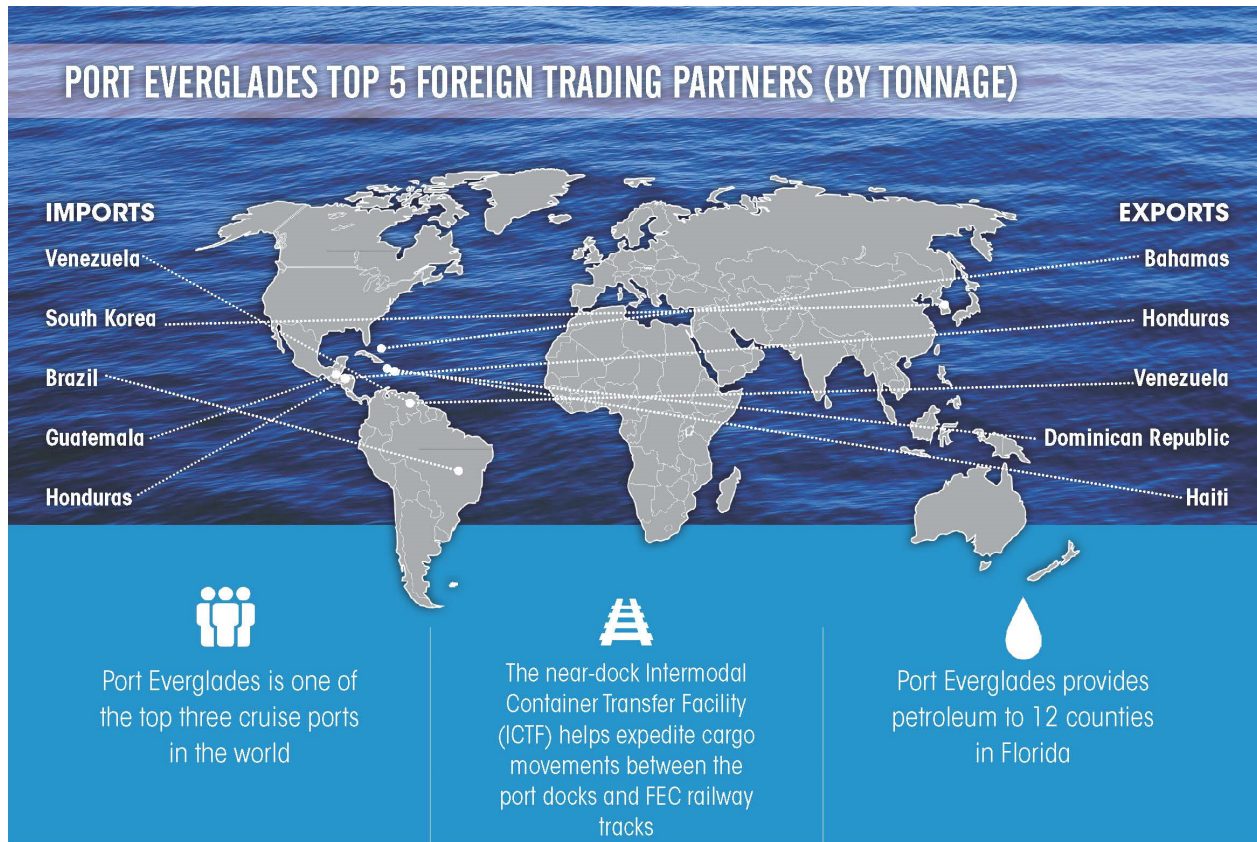 PORT EVERGLADES TOP 5 FOREIGN TRADING PARTNERS (BY TONNAGE)
IMPORTS
Venezuela
South Korea
Brazil
Guatemala
Honduras
EXPORTS
Bahamas
Honduras
Venezuela
Dominican Republic
Haiti
Port Everglades is one of
the top three cruise ports
in the world
The near-dock Intermodal
Container Transfer Facility
(ICTF) helps expedite cargo
movements between the
port docks and FEC railway
tracks
Port Everglades provides
petroleum to 12 counties
in Florida